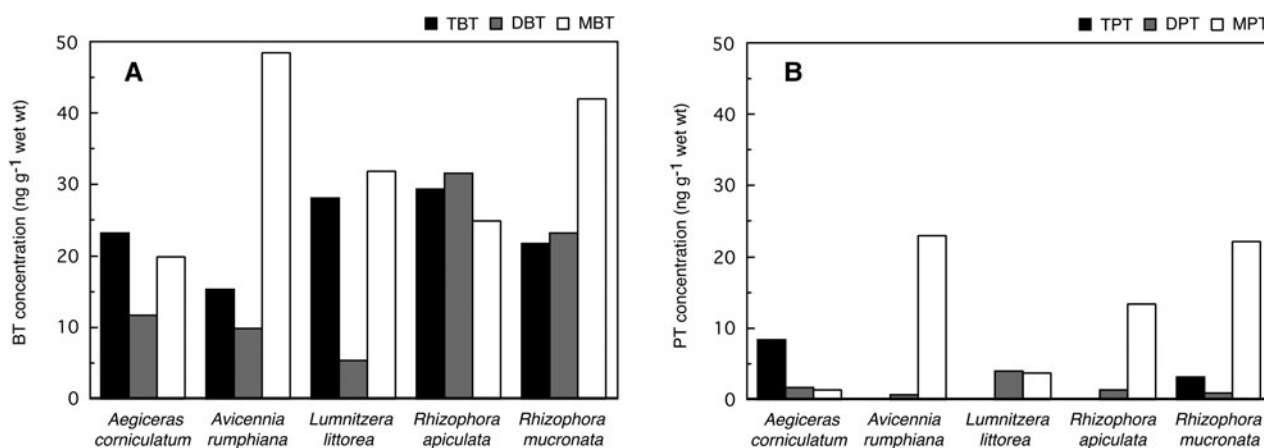 TBT DBT MBT
A
BT concentration (ng g⁻¹ wet wt)
50
40
30
20
10
0
Aegiceras corniculatum
Avicennia rumphiana
Lumnitzera littorea
Rhizophora apiculata
Rhizophora mucronata
TPT DPT MPT
B
PT concentration (ng g⁻¹ wet wt)
50
40
30
20
10
0
Aegiceras corniculatum
Avicennia rumphiana
Lumnitzera littorea
Rhizophora apiculata
Rhizophora mucronata